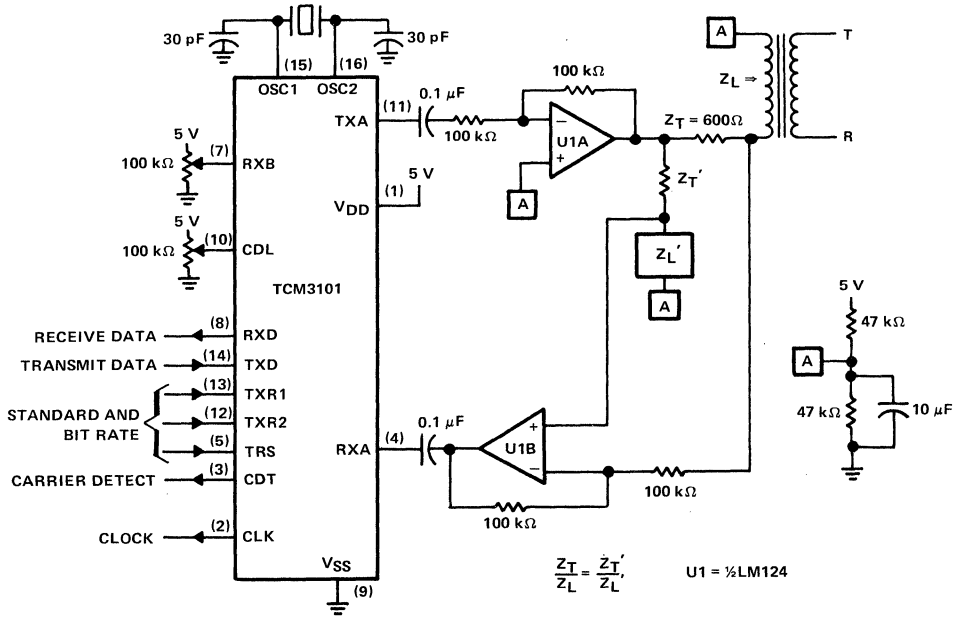 30 pF
30 pF
(15)
(16)
OSC1 OSC2
A
T
ZL ⇒
R
5 V
100 kΩ
(7)
RXB
5 V
100 kΩ
(10)
CDL
TCM3101
RECEIVE DATA
(8)
RXD
TRANSMIT DATA
(14)
TXD
STANDARD AND
BIT RATE
(13)
TXR1
(12)
TXR2
(5)
TRS
CARRIER DETECT
(3)
CDT
CLOCK
(2)
CLK
VSS
(9)
TXA
(11)
0.1 μF
100 kΩ
100 kΩ
−
U1A
+
A
ZT = 600Ω
VDD
(1)
5 V
ZT′
ZL′
A
RXA
(4)
0.1 μF
+
U1B
−
100 kΩ
100 kΩ
5 V
47 kΩ
A
47 kΩ
10 μF
ZT/ZL = ZT′/ZL′,
U1 = ½LM124